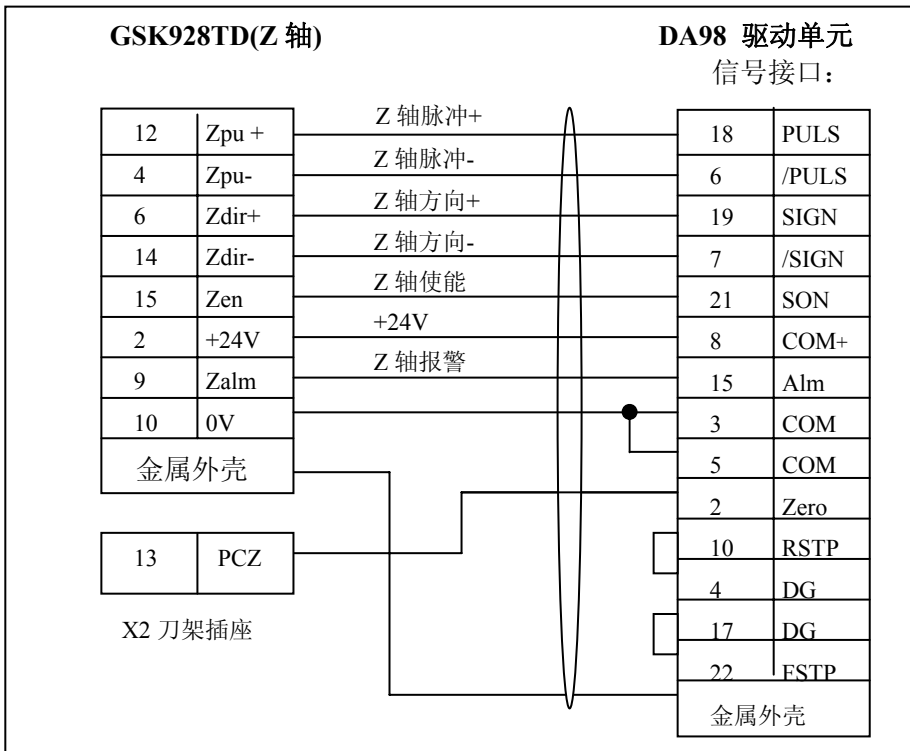 GSK928TD(Z 轴)
DA98 驱动单元
信号接口:
12 Zpu +
4 Zpu-
6 Zdir+
14 Zdir-
15 Zen
2 +24V
9 Zalm
10 0V
金属外壳
13 PCZ
X2 刀架插座
Z 轴脉冲+
Z 轴脉冲-
Z 轴方向+
Z 轴方向-
Z 轴使能
+24V
Z 轴报警
18 PULS
6 /PULS
19 SIGN
7 /SIGN
21 SON
8 COM+
15 Alm
3 COM
5 COM
2 Zero
10 RSTP
4 DG
17 DG
22 FSTP
金属外壳